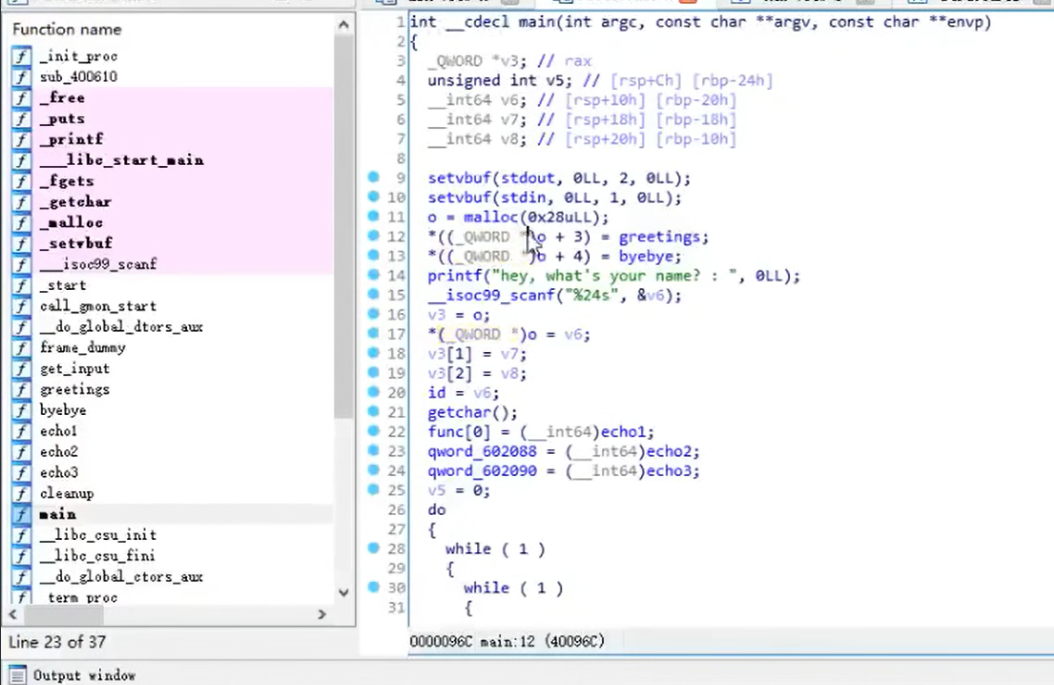 Function name
f _init_proc
f sub_400610
f _free
f _puts
f _printf
f ___libc_start_main
f _fgets
f _getchar
f _malloc
f _setvbuf
f ___isoc99_scanf
f _start
f call_gmon_start
f __do_global_dtors_aux
f frame_dummy
f get_input
f greetings
f byebye
f echo1
f echo2
f echo3
f cleanup
f main
f __libc_csu_init
f __libc_csu_fini
f __do_global_ctors_aux
f _term_proc
Line 23 of 37
Output window
1 int __cdecl main(int argc, const char **argv, const char **envp)
2 {
3 _QWORD *v3; // rax
4 unsigned int v5; // [rsp+Ch] [rbp-24h]
5 __int64 v6; // [rsp+10h] [rbp-20h]
6 __int64 v7; // [rsp+18h] [rbp-18h]
7 __int64 v8; // [rsp+20h] [rbp-10h]
8
9 setvbuf(stdout, 0LL, 2, 0LL);
10 setvbuf(stdin, 0LL, 1, 0LL);
11 o = malloc(0x28uLL);
12 *((_QWORD *)o + 3) = greetings;
13 *((_QWORD *)o + 4) = byebye;
14 printf("hey, what's your name? : ", 0LL);
15 __isoc99_scanf("%24s", &v6);
16 v3 = o;
17 *(_QWORD *)o = v6;
18 v3[1] = v7;
19 v3[2] = v8;
20 id = v6;
21 getchar();
22 func[0] = (__int64)echo1;
23 qword_602088 = (__int64)echo2;
24 qword_602090 = (__int64)echo3;
25 v5 = 0;
26 do
27 {
28 while ( 1 )
29 {
30 while ( 1 )
31 {
0000096C main:12 (40096C)